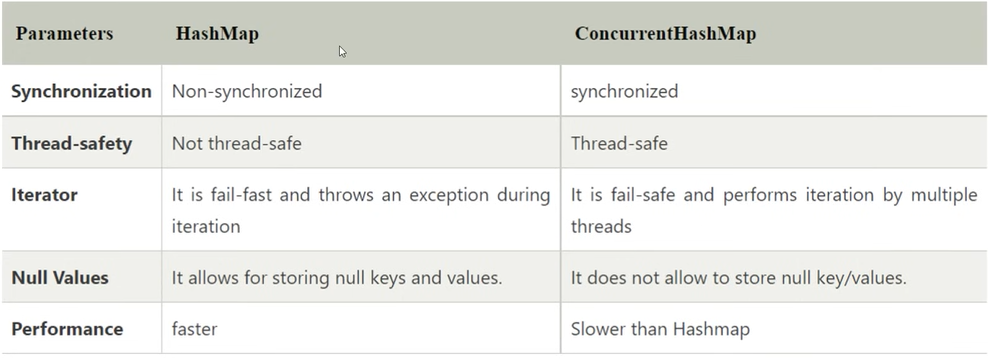 Parameters HashMap ConcurrentHashMap
Synchronization Non-synchronized synchronized
Thread-safety Not thread-safe Thread-safe
Iterator It is fail-fast and throws an exception during It is fail-safe and performs iteration by multiple
iteration threads
Null Values It allows for storing null keys and values. It does not allow to store null key/values.
Performance faster Slower than Hashmap